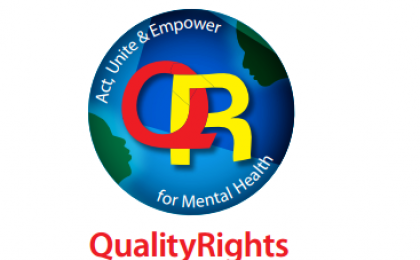 Act, Unite & Empower
QR
for Mental Health
QualityRights